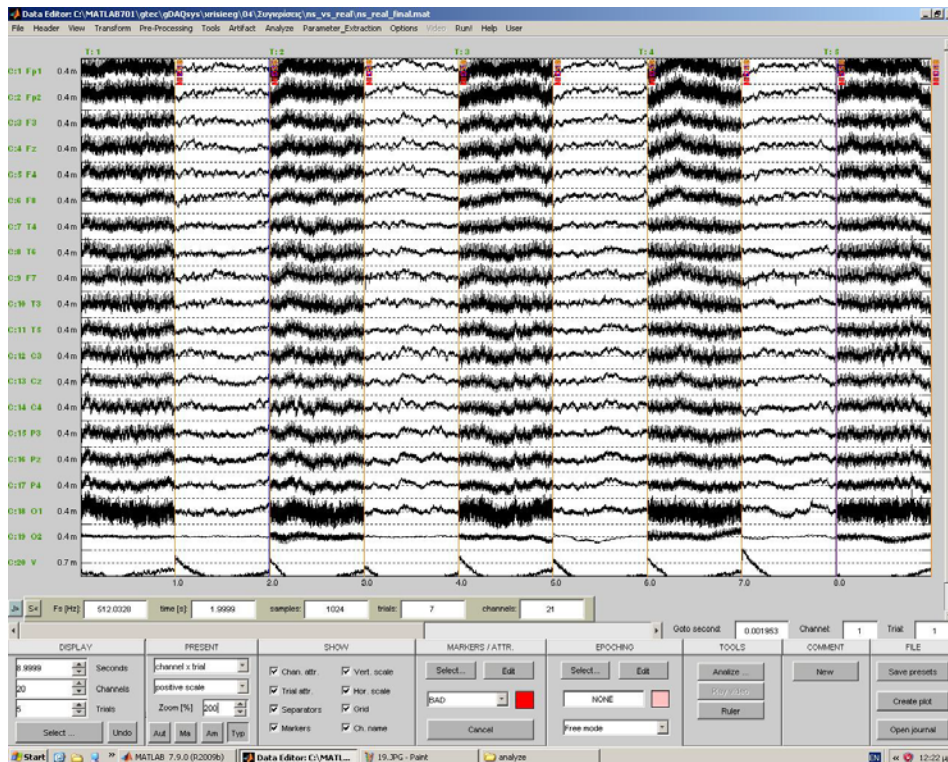 Data Editor: C:\MATLAB701\gtec\gDAQsys\xrisieeg\04\Συγκρίσεις\ns_vs_real\ns_real_final.mat
File Header View Transform Pre-Processing Tools Artifact Analyze Parameter_Extraction Options Video Run! Help User
T: 1 T: 2 T: 3 T: 4 T: 5
C:1 Fp1 0.4m
C:2 Fp2 0.4m
C:3 F3 0.4m
C:4 Fz 0.4m
C:5 F4 0.4m
C:6 F8 0.4m
C:7 T4 0.4m
C:8 T6 0.4m
C:9 F7 0.4m
C:10 T3 0.4m
C:11 T5 0.4m
C:12 C3 0.4m
C:13 Cz 0.4m
C:14 C4 0.4m
C:15 P3 0.4m
C:16 Pz 0.4m
C:17 P4 0.4m
C:18 O1 0.4m
C:19 O2 0.4m
C:20 V 0.7m
1.0 2.0 3.0 4.0 5.0 6.0 7.0 8.0
S< Fs [Hz]: 512.0328 time [s]: 1.9999 samples: 1024 trials: 7 channels: 21
Goto second: 0.001953 Channel: 1 Trial: 1
DISPLAY PRESENT SHOW MARKERS / ATTR. EPOCHING TOOLS COMMENT FILE
8.9999 Seconds channel x trial Chan. attr. Vert. scale Select... Edit Select... Edit Analize ... New Save presets
20 Channels positive scale Trial attr. Hor. scale BAD NONE Play video Create plot
5 Trials Zoom [%] 200 Separators Grid Ruler
Select ... Undo Aut Ma Am Typ Markers Ch. name Cancel Free mode Open journal
Start MATLAB 7.9.0 (R2009b) Data Editor: C:\MATL... 19.JPG - Paint analyze EN 12:22